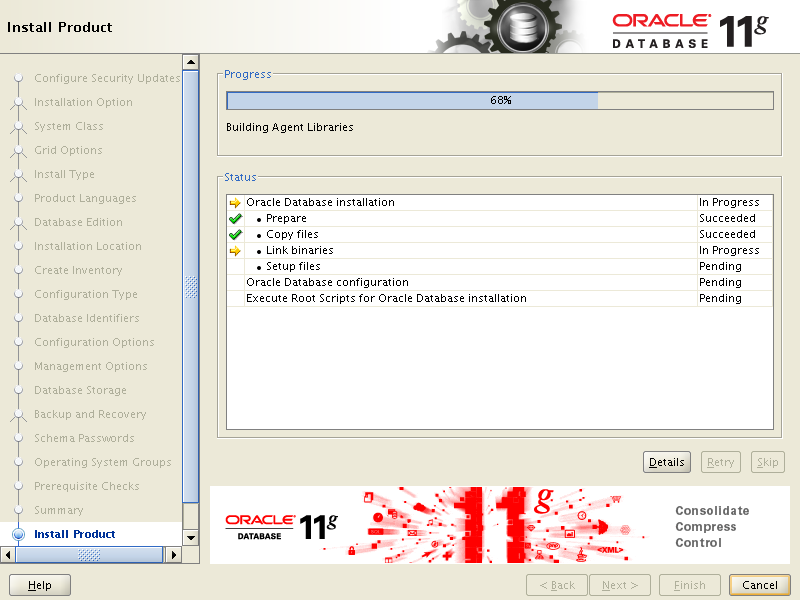 Install Product
ORACLE
DATABASE 11g
Configure Security Updates
Installation Option
System Class
Grid Options
Install Type
Product Languages
Database Edition
Installation Location
Create Inventory
Configuration Type
Database Identifiers
Configuration Options
Management Options
Database Storage
Backup and Recovery
Schema Passwords
Operating System Groups
Prerequisite Checks
Summary
Install Product
Progress
68%
Building Agent Libraries
Status
Oracle Database installation In Progress
• Prepare Succeeded
• Copy files Succeeded
• Link binaries In Progress
• Setup files Pending
Oracle Database configuration Pending
Execute Root Scripts for Oracle Database installation Pending
Details Retry Skip
ORACLE
DATABASE 11g
11g
<XML>
Consolidate
Compress
Control
Help < Back Next > Finish Cancel